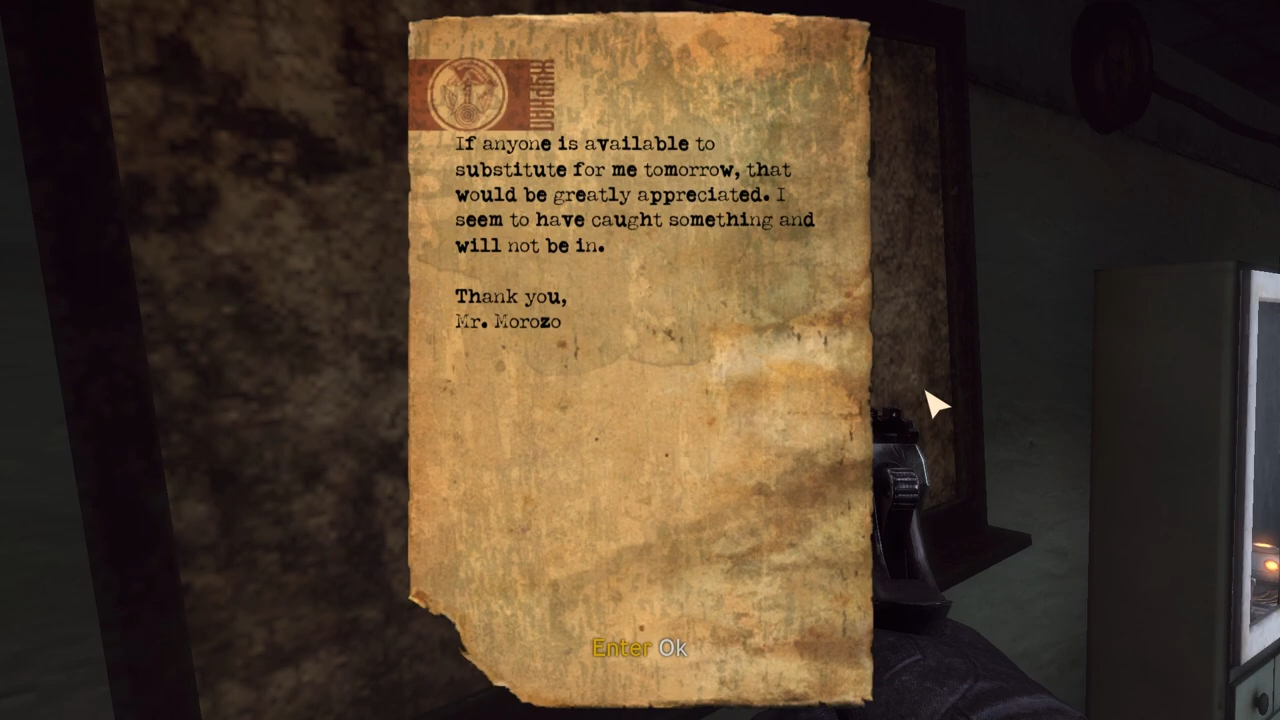 If anyone is available to
substitute for me tomorrow, that
would be greatly appreciated. I
seem to have caught something and
will not be in.
Thank you,
Mr. Morozo
Enter Ok